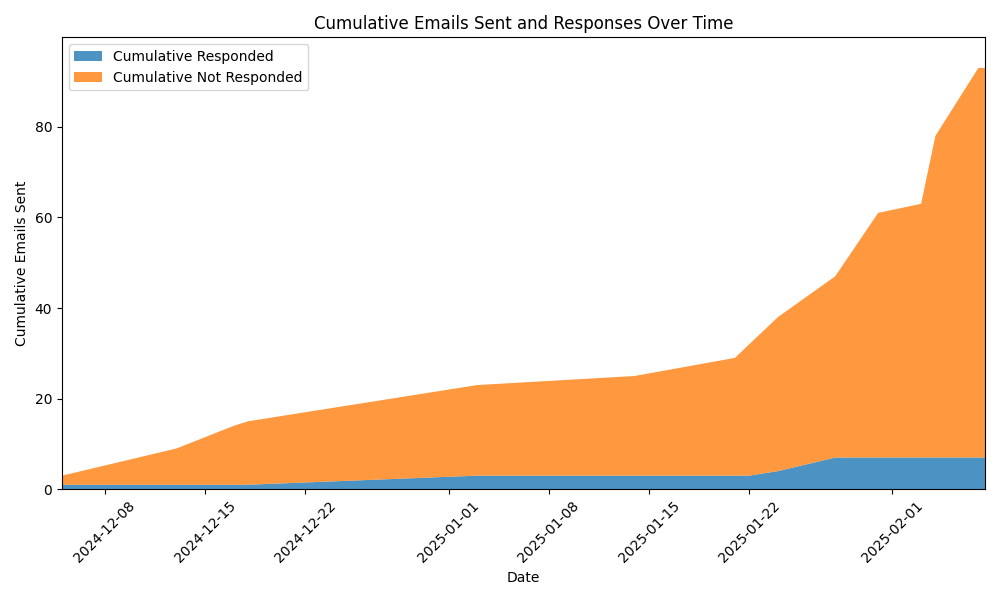 Cumulative Emails Sent and Responses Over Time
Cumulative Responded
Cumulative Not Responded
Cumulative Emails Sent
80
60
40
20
0
2024-12-08
2024-12-15
2024-12-22
2025-01-01
2025-01-08
2025-01-15
2025-01-22
2025-02-01
Date